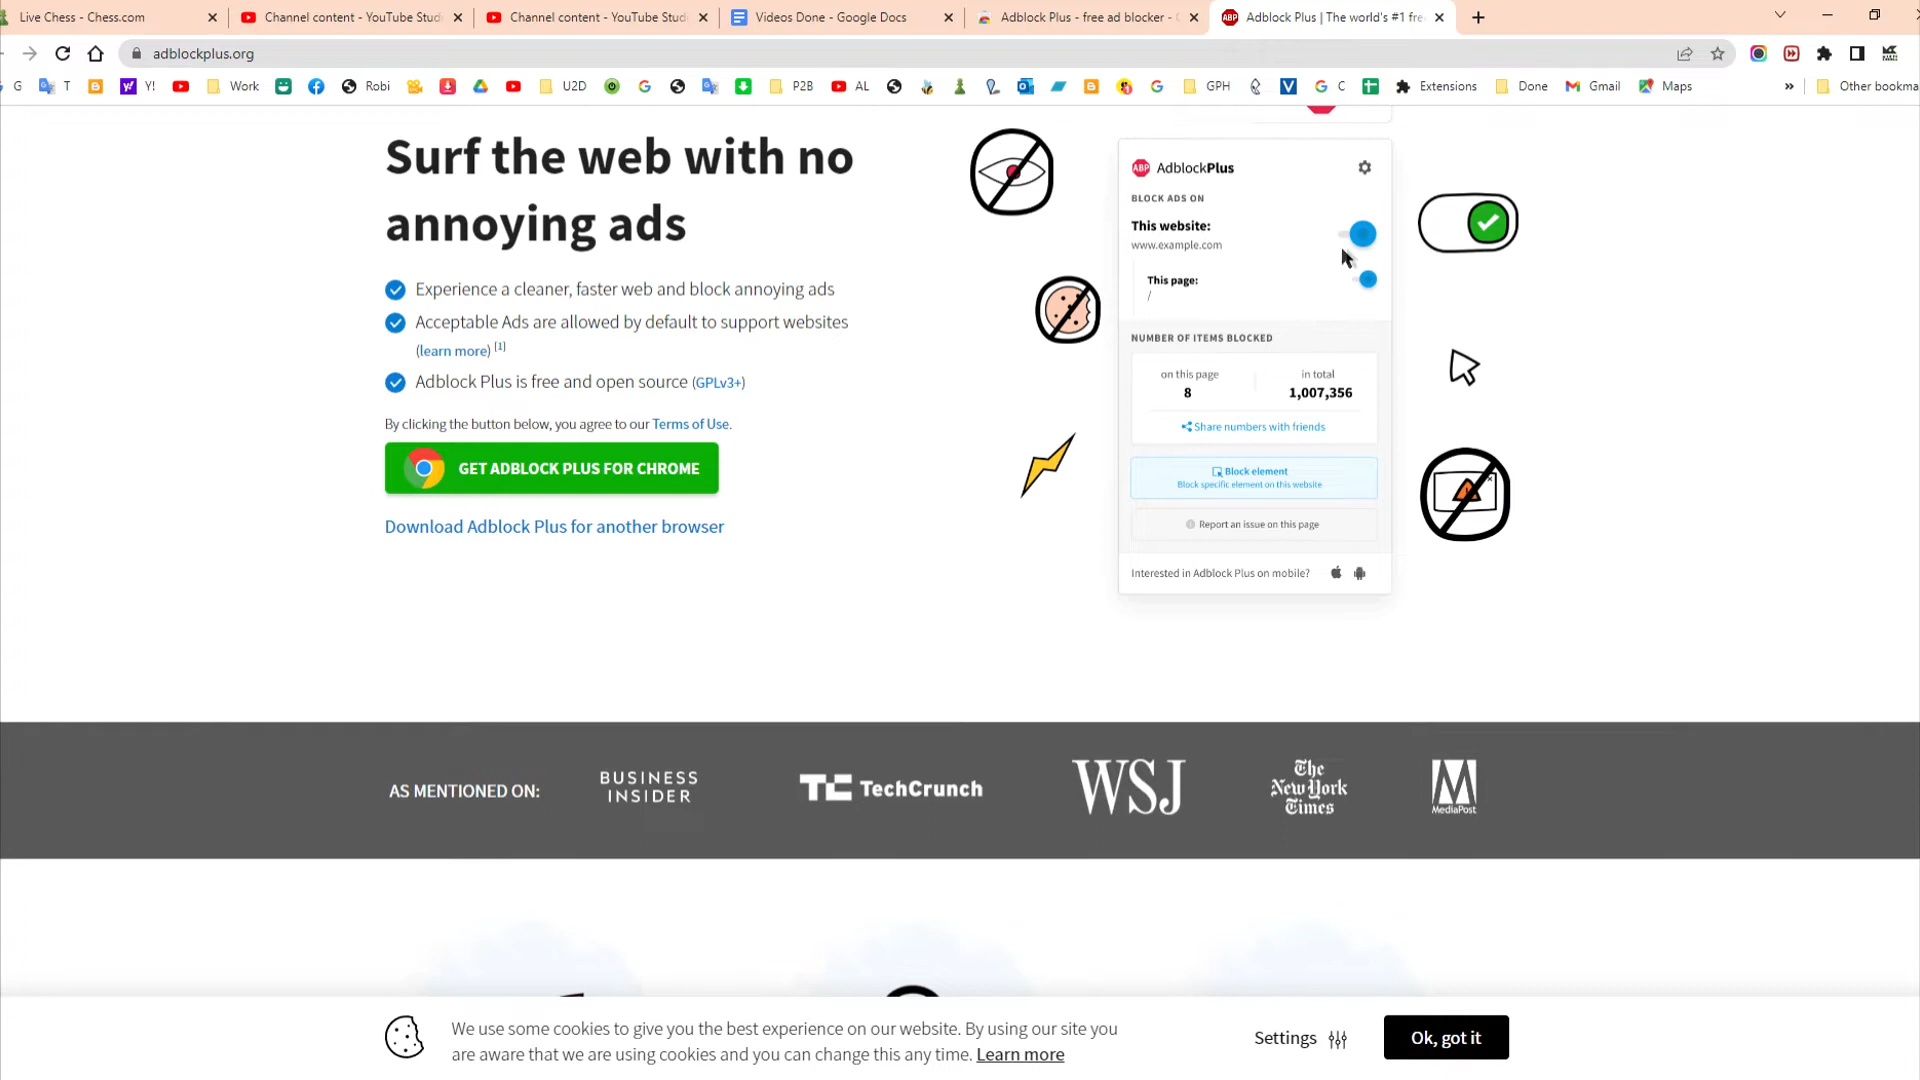 Live Chess - Chess.com
Channel content - YouTube Stud
Channel content - YouTube Stud
Videos Done - Google Docs
Adblock Plus - free ad blocker - C
ABP Adblock Plus | The world's #1 fre
adblockplus.org
G
T
Y!
Work
Robi
U2D
P2B
AL
GPH
C
Extensions
Done
Gmail
Maps
»
Other bookma
Surf the web with no
annoying ads
Experience a cleaner, faster web and block annoying ads
Acceptable Ads are allowed by default to support websites
(learn more) [1]
Adblock Plus is free and open source (GPLv3+)
By clicking the button below, you agree to our Terms of Use.
GET ADBLOCK PLUS FOR CHROME
Download Adblock Plus for another browser
ABP AdblockPlus
BLOCK ADS ON
This website:
www.example.com
This page:
/
NUMBER OF ITEMS BLOCKED
on this page
8
in total
1,007,356
Share numbers with friends
Block element
Block specific element on this website
Report an issue on this page
Interested in Adblock Plus on mobile?
AS MENTIONED ON:
BUSINESS
INSIDER
TC TechCrunch
WSJ
The
New York
Times
M
MediaPost
We use some cookies to give you the best experience on our website. By using our site you
are aware that we are using cookies and you can change this any time. Learn more
Settings
Ok, got it